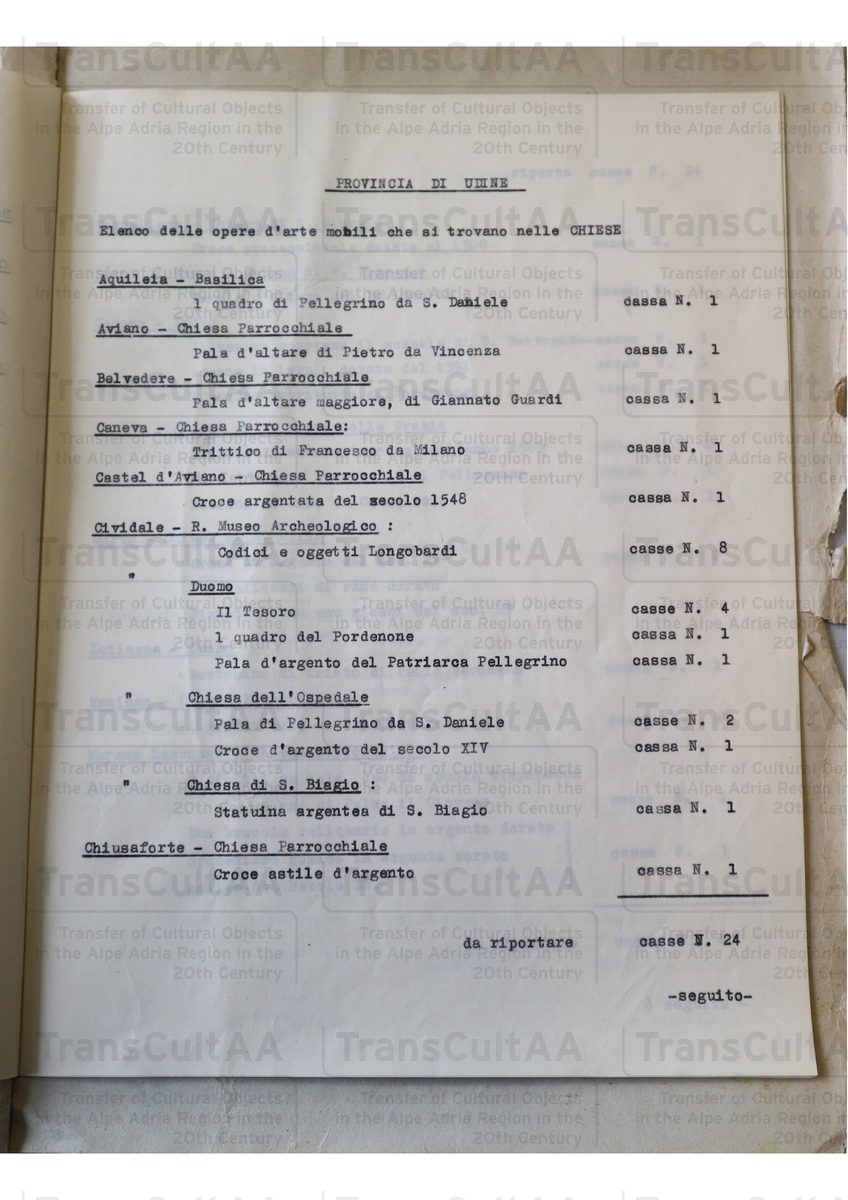 PROVINCIA DI UDINE
Elenco delle opere d'arte mobili che si trovano nelle CHIESE
Aquileia - Basilica
1 quadro di Pellegrino da S. Daniele cassa N. 1
Aviano - Chiesa Parrocchiale
Pala d'altare di Pietro da Vincenza cassa N. 1
Belvedere - Chiesa Parrocchiale
Pala d'altare maggiore, di Giannato Guardi cassa N. 1
Caneva - Chiesa Parrocchiale:
Trittico di Francesco da Milano cassa N. 1
Castel d'Aviano - Chiesa Parrocchiale
Croce argentata del secolo 1548 cassa N. 1
Cividale - R. Museo Archeologico :
Codici e oggetti Longobardi casse N. 8
" Duomo
Il Tesoro casse N. 4
1 quadro del Pordenone cassa N. 1
Pala d'argento del Patriarca Pellegrino cassa N. 1
" Chiesa dell'Ospedale
Pala di Pellegrino da S. Daniele casse N. 2
Croce d'argento del secolo XIV cassa N. 1
" Chiesa di S. Biagio :
Statuina argentea di S. Biagio cassa N. 1
Chiusaforte - Chiesa Parrocchiale
Croce astile d'argento cassa N. 1
da riportare casse N. 24
-seguito-
TransCultAA
Transfer of Cultural Objects
in the Alpe Adria Region in the
20th Century